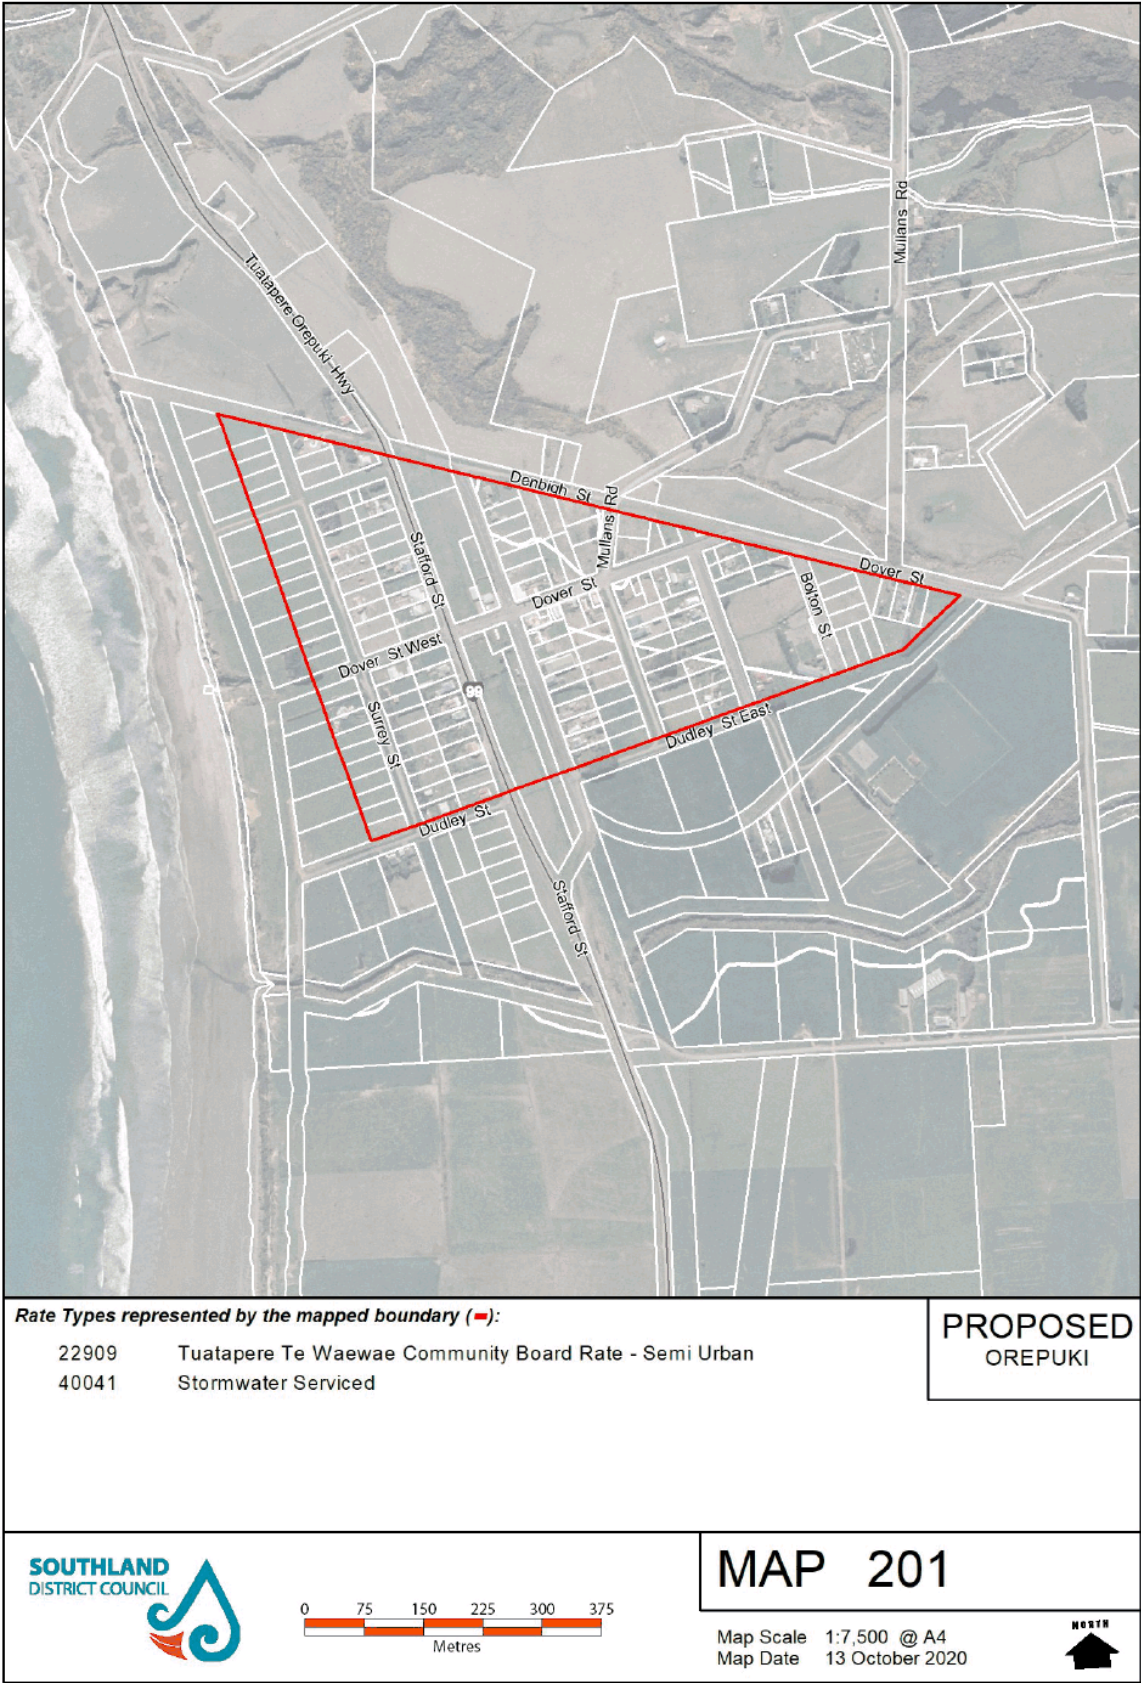 Mullans Rd
Tuatapere Orepuki Hwy
Denbigh St
Mullans Rd
Stafford St
Dover St
Dover St
Bolton St
Dover St West
99
Surrey St
Dudley St East
Dudley St
Stafford St
Rate Types represented by the mapped boundary ( ):
22909 Tuatapere Te Waewae Community Board Rate - Semi Urban
40041 Stormwater Serviced
PROPOSED
OREPUKI
SOUTHLAND
DISTRICT COUNCIL
0 75 150 225 300 375
Metres
MAP 201
Map Scale 1:7,500 @ A4
Map Date 13 October 2020
NORTH